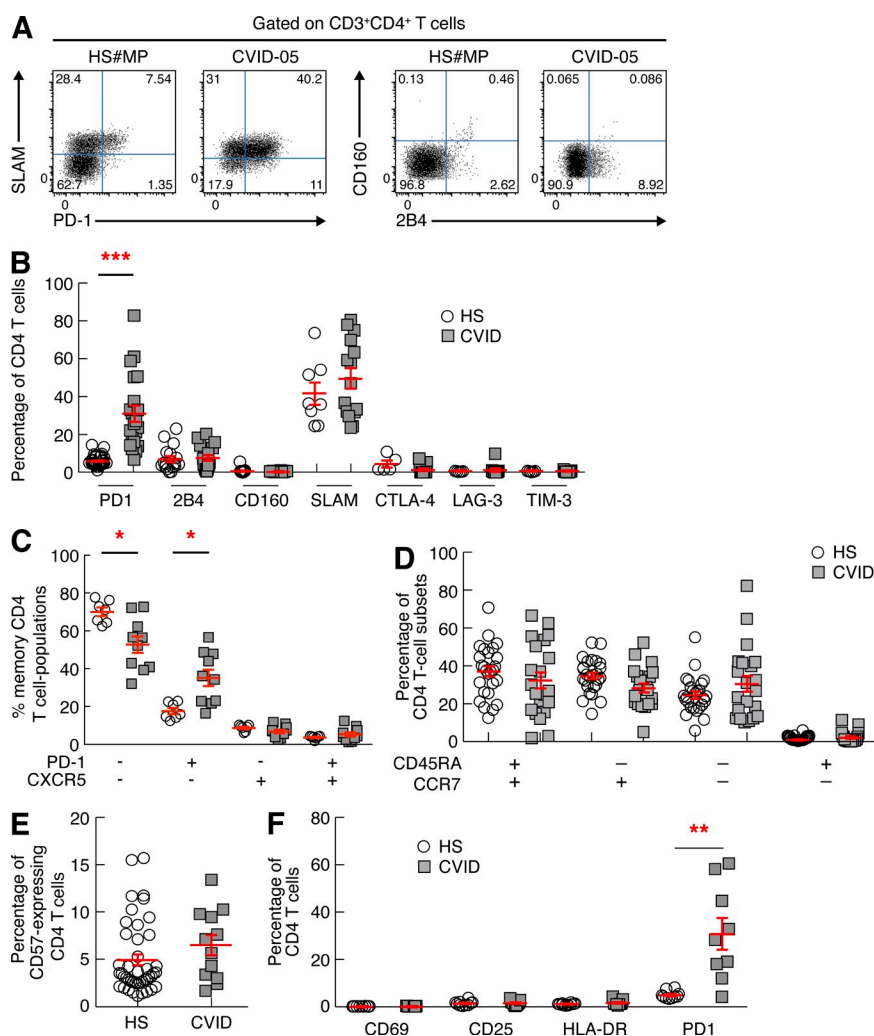 A
Gated on CD3+CD4+ T cells
HS#MP
CVID-05
HS#MP
CVID-05
28.4 7.54
31 40.2
0.13 0.46
0.065 0.086
SLAM
CD160
0
0
0
0
62.7 1.35
17.9 11
96.8 2.62
90.9 8.92
0
0
0
0
PD-1
2B4
B
***
Percentage of CD4 T cells
100
80
60
40
20
0
HS
CVID
PD1 2B4 CD160 SLAM CTLA-4 LAG-3 TIM-3
C
* *
% memory CD4
T cell-populations
100
80
60
40
20
0
PD-1 - + - +
CXCR5 - - + +
D
Percentage of
CD4 T-cell subsets
100
80
60
40
20
0
HS
CVID
CD45RA + – – +
CCR7 + + – –
E
Percentage of
CD57-expressing
CD4 T cells
20
15
10
5
0
HS CVID
F
Percentage of
CD4 T cells
80
60
40
20
0
HS
CVID
**
CD69 CD25 HLA-DR PD1